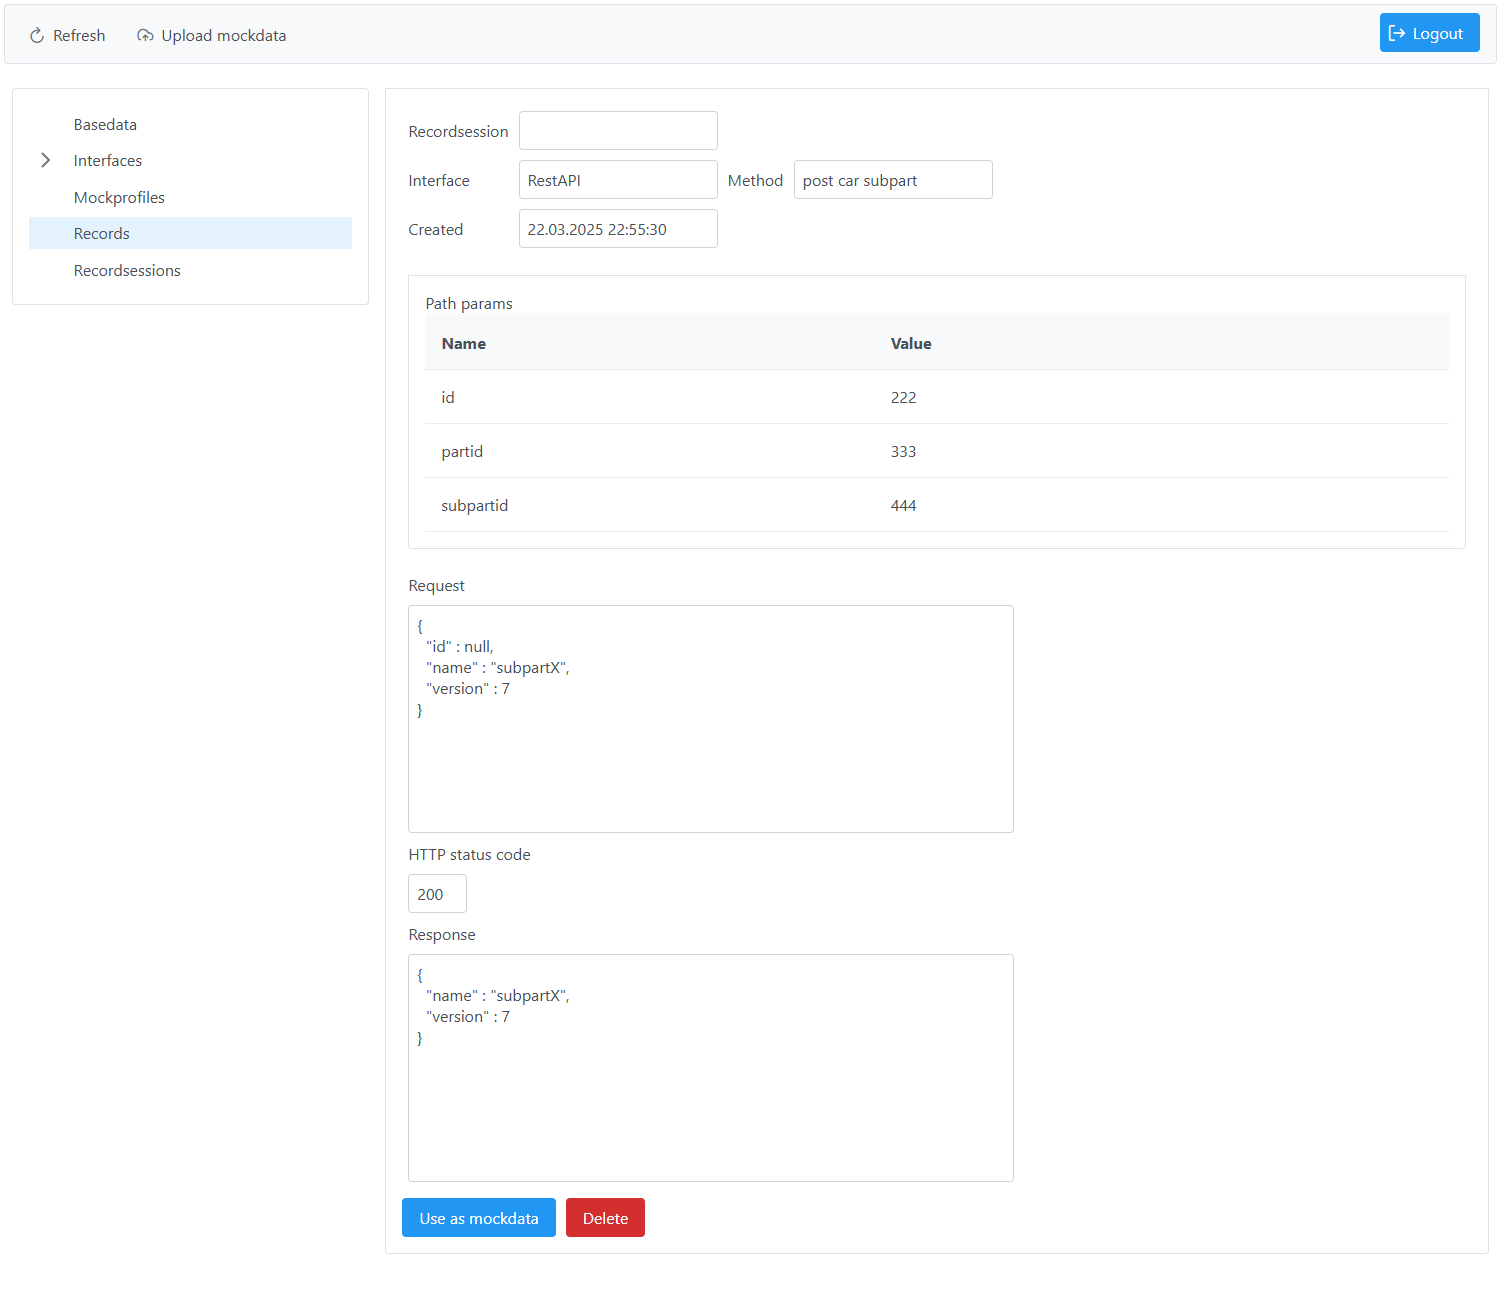 Refresh Upload mockdata Logout
Basedata
Interfaces
Mockprofiles
Records
Recordsessions
Recordsession
Interface RestAPI Method post car subpart
Created 22.03.2025 22:55:30
Path params
Name Value
id 222
partid 333
subpartid 444
Request
{
  "id" : null,
  "name" : "subpartX",
  "version" : 7
}
HTTP status code
200
Response
{
  "name" : "subpartX",
  "version" : 7
}
Use as mockdata Delete